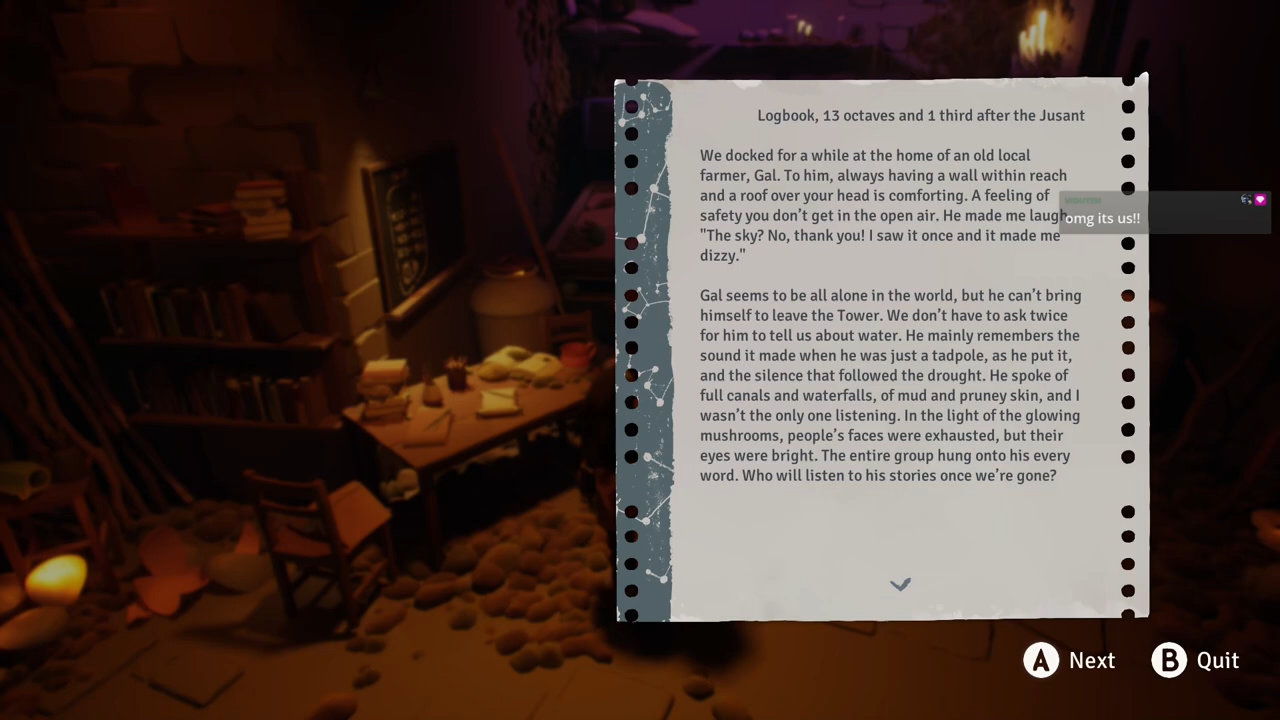 Logbook, 13 octaves and 1 third after the Jusant
We docked for a while at the home of an old local
farmer, Gal. To him, always having a wall within reach
and a roof over your head is comforting. A feeling of
safety you don't get in the open air. He made me laugh.
"The sky? No, thank you! I saw it once and it made me
dizzy."
omg its us!!
Gal seems to be all alone in the world, but he can't bring
himself to leave the Tower. We don't have to ask twice
for him to tell us about water. He mainly remembers the
sound it made when he was just a tadpole, as he put it,
and the silence that followed the drought. He spoke of
full canals and waterfalls, of mud and pruney skin, and I
wasn't the only one listening. In the light of the glowing
mushrooms, people's faces were exhausted, but their
eyes were bright. The entire group hung onto his every
word. Who will listen to his stories once we're gone?
A Next B Quit